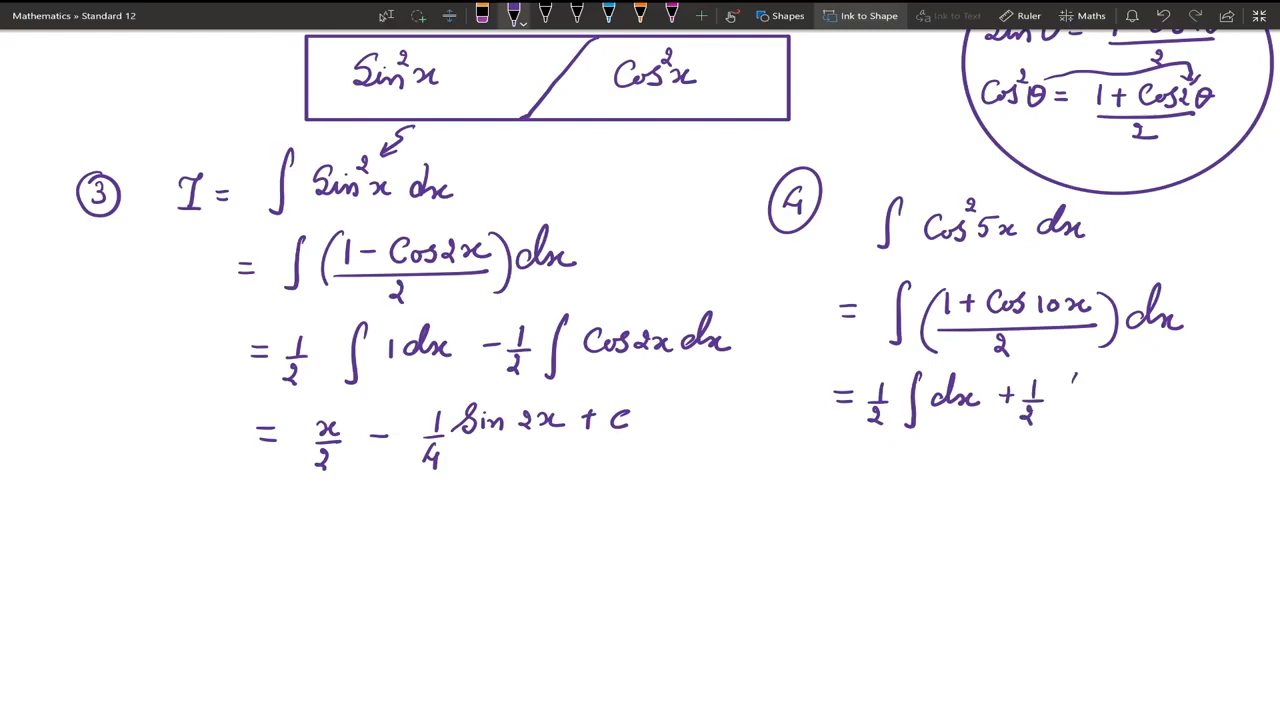 Mathematics » Standard 12
Shapes Ink to Shape Ink to Text Ruler Maths
Sin²x Cos²x
Cos²θ = 1 + Cos2θ / 2
③ I = ∫ Sin²x dx
= ∫ (1 - Cos2x / 2) dx
= 1/2 ∫ 1 dx - 1/2 ∫ Cos2x dx
= x/2 - 1/4 Sin 2x + c
④ ∫ Cos²5x dx
= ∫ (1 + Cos10x / 2) dx
= 1/2 ∫ dx + 1/2